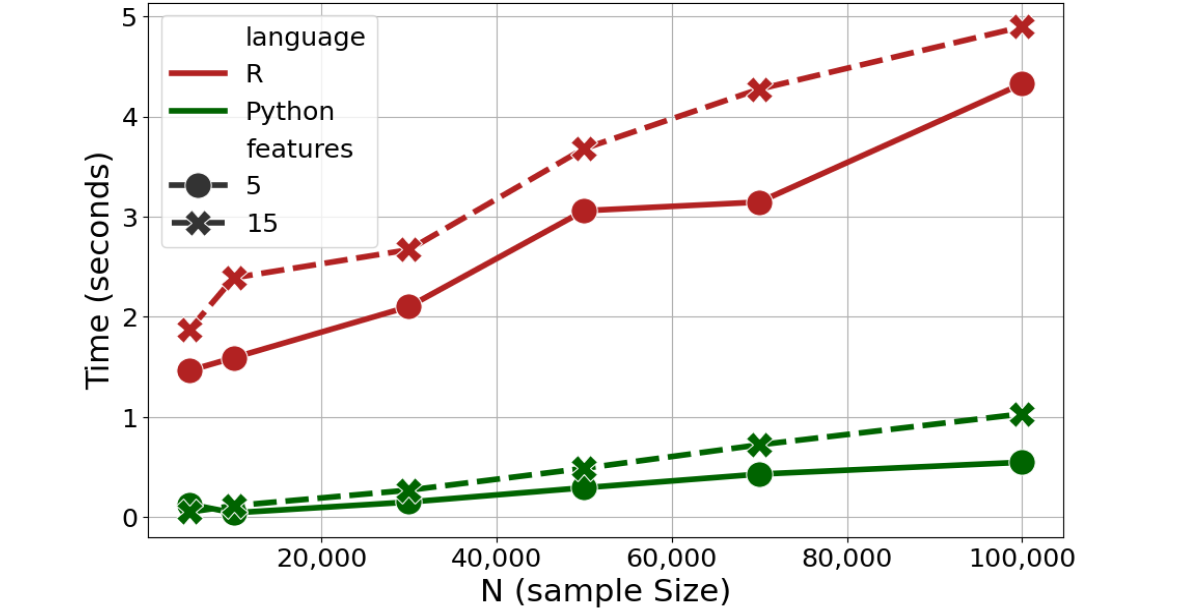 language
R
Python
features
5
15
Time (seconds)
5
4
3
2
1
0
20,000
40,000
60,000
80,000
100,000
N (sample Size)